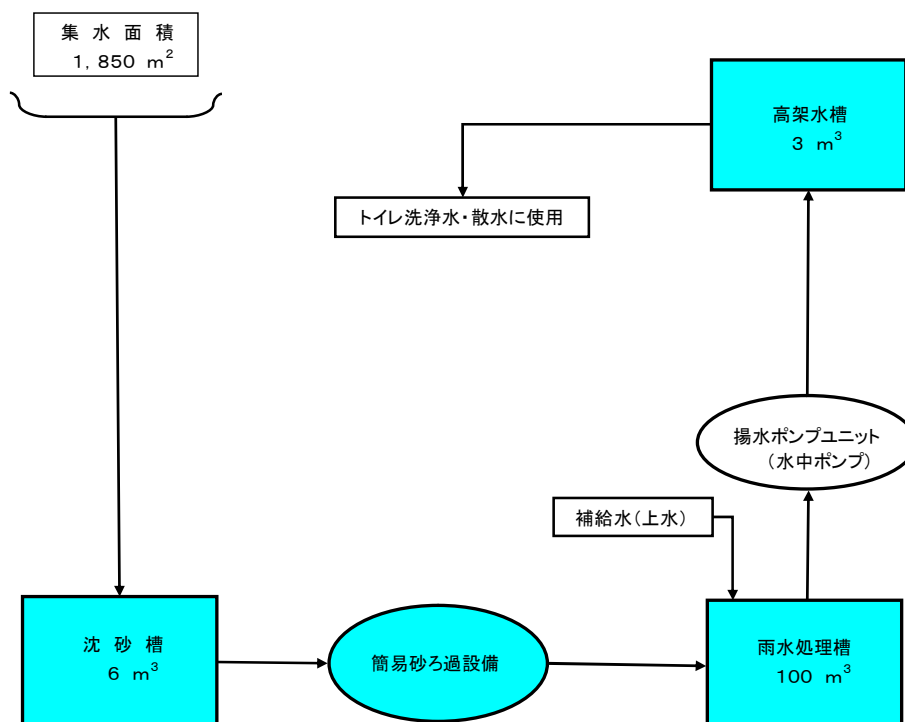 集 水 面 積
1,850 m²
高架水槽
3 m³
トイレ洗浄水・散水に使用
揚水ポンプユニット
(水中ポンプ)
補給水(上水)
沈 砂 槽
6 m³
簡易砂ろ過設備
雨水処理槽
100 m³